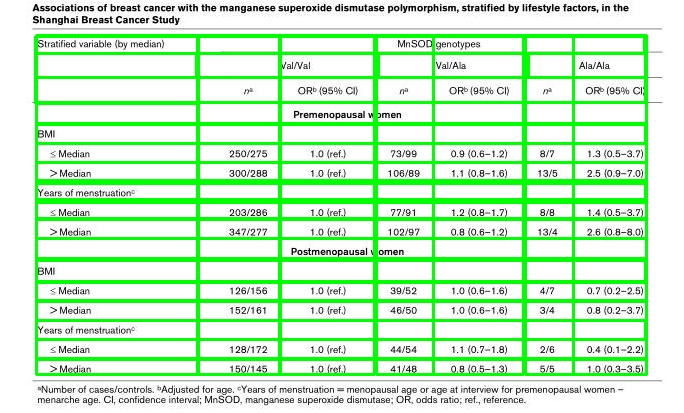 Associations of breast cancer with the manganese superoxide dismutase polymorphism, stratified by lifestyle factors, in the
Shanghai Breast Cancer Study
Stratified variable (by median) MnSOD genotypes
Val/Val Val/Ala Ala/Ala
nᵃ ORᵇ (95% CI) nᵃ ORᵇ (95% CI) nᵃ ORᵇ (95% CI)
Premenopausal women
BMI
≤ Median 250/275 1.0 (ref.) 73/99 0.9 (0.6–1.2) 8/7 1.3 (0.5–3.7)
> Median 300/288 1.0 (ref.) 106/89 1.1 (0.8–1.6) 13/5 2.5 (0.9–7.0)
Years of menstruationᶜ
≤ Median 203/286 1.0 (ref.) 77/91 1.2 (0.8–1.7) 8/8 1.4 (0.5–3.7)
> Median 347/277 1.0 (ref.) 102/97 0.8 (0.6–1.2) 13/4 2.6 (0.8–8.0)
Postmenopausal women
BMI
≤ Median 126/156 1.0 (ref.) 39/52 1.0 (0.6–1.6) 4/7 0.7 (0.2–2.5)
> Median 152/161 1.0 (ref.) 46/50 1.0 (0.6–1.6) 3/4 0.8 (0.2–3.7)
Years of menstruationᶜ
≤ Median 128/172 1.0 (ref.) 44/54 1.1 (0.7–1.8) 2/6 0.4 (0.1–2.2)
> Median 150/145 1.0 (ref.) 41/48 0.8 (0.5–1.3) 5/5 1.0 (0.3–3.5)
ᵃNumber of cases/controls. ᵇAdjusted for age. ᶜYears of menstruation = menopausal age or age at interview for premenopausal women –
menarche age. CI, confidence interval; MnSOD, manganese superoxide dismutase; OR, odds ratio; ref., reference.